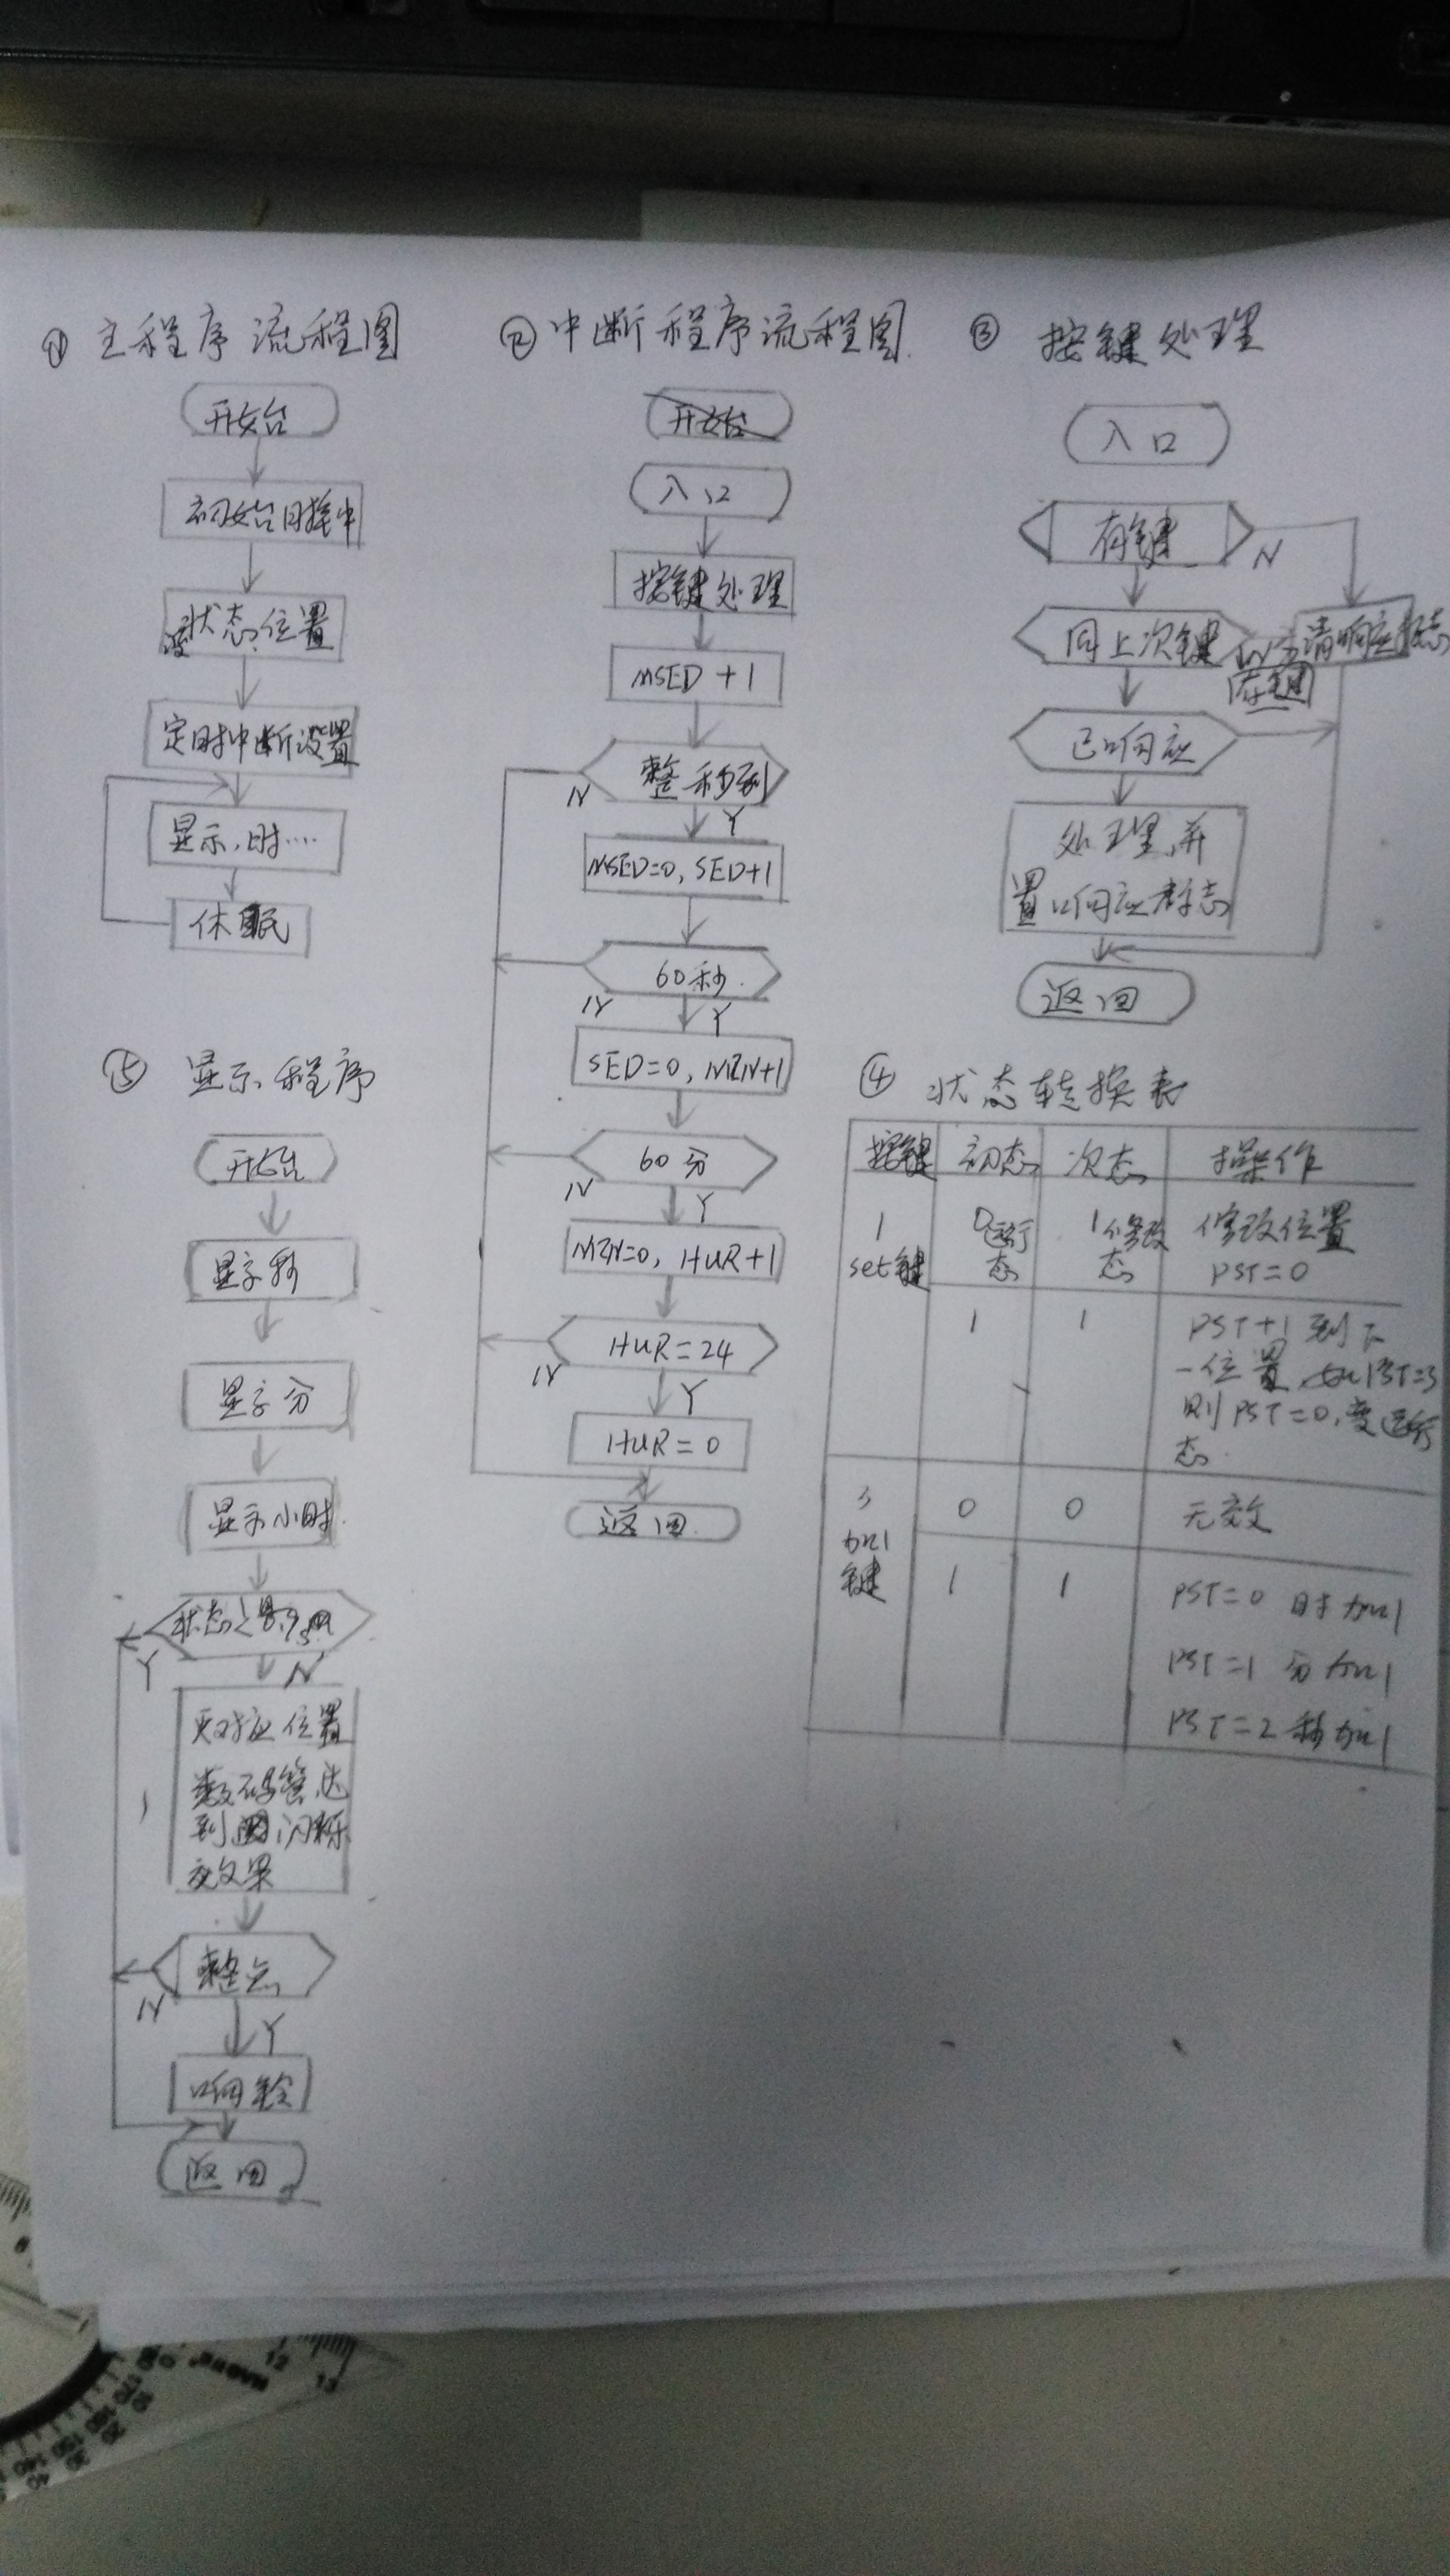 ① 主程序流程图
开始
初始时钟
状态,位置
定时中断设置
显示,时....
休眠
② 中断程序流程图
开始
入口
按键处理
MSED+1
整秒到
N
Y
MSED=0, SED+1
60秒
N
Y
SED=0, MIN+1
60分
N
Y
MIN=0, HUR+1
HUR=24
N
Y
HUR=0
返回
③ 按键处理
入口
有键
N
同上次键
N
存键
清响应标志
已响应
处理,并
置响应标志
返回
④ 状态转换表
按键 初态 次态 操作
1
set键
0运行
态
1修改
态
修改位置
PST=0
1 1
PST+1到下
一位置,如PST=3
则PST=0,变运行
态
加1
键
0 0 无效
1 1
PST=0 时加1
PST=1 分加1
PST=2 秒加1
⑤ 显示程序
开始
显示秒
显示分
显示小时
Y
N
对应位置
数码管达
到闪烁
效果
整点
N
Y
响铃
返回
12
13